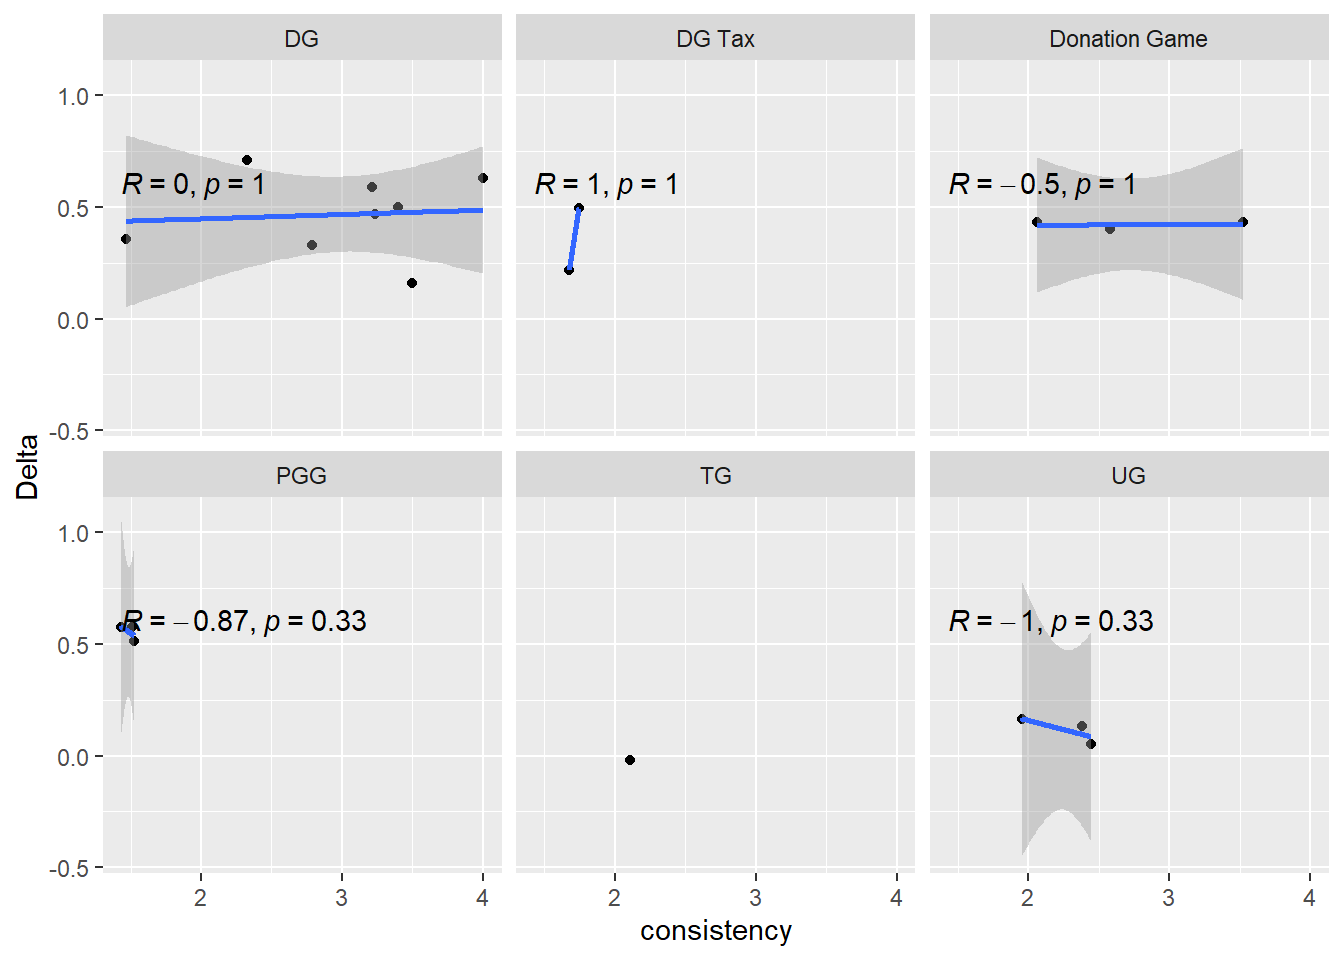 DG
DG Tax
Donation Game
1.0
0.5
0.0
-0.5
R = 0, p = 1
R = 1, p = 1
R = −0.5, p = 1
Delta
PGG
TG
UG
1.0
0.5
0.0
-0.5
R = −0.87, p = 0.33
R = −1, p = 0.33
2 3 4
2 3 4
2 3 4
consistency